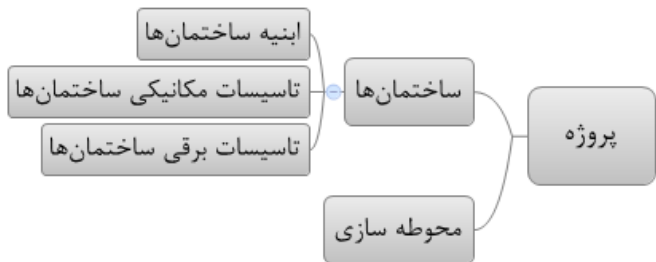 پروژه
ساختمان‌ها
ابنیه ساختمان‌ها
تاسیسات مکانیکی ساختمان‌ها
تاسیسات برقی ساختمان‌ها
محوطه سازی